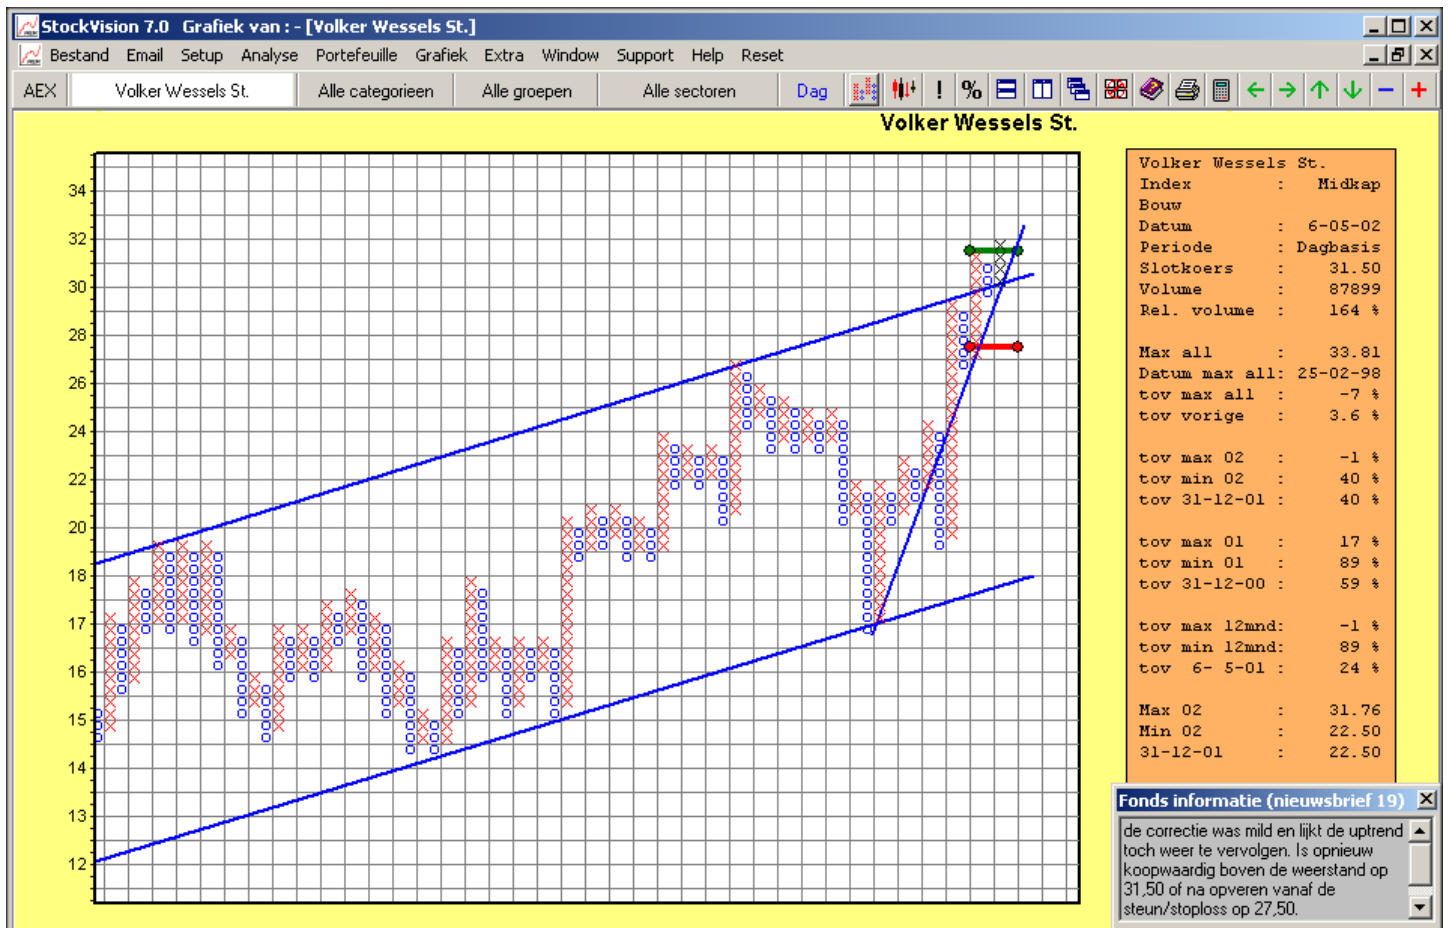 StockVision 7.0 Grafiek van : - [Volker Wessels St.]
Bestand Email Setup Analyse Portefeuille Grafiek Extra Window Support Help Reset
AEX Volker Wessels St. Alle categorieen Alle groepen Alle sectoren Dag ! %
Volker Wessels St.
34
32
30
28
26
24
22
20
18
17
16
15
14
13
12
Volker Wessels St.
Index : Midkap
Bouw
Datum : 6-05-02
Periode : Dagbasis
Slotkoers : 31.50
Volume : 87899
Rel. volume : 164 %
Max all : 33.81
Datum max all: 25-02-98
tov max all : -7 %
tov vorige : 3.6 %
tov max 02 : -1 %
tov min 02 : 40 %
tov 31-12-01 : 40 %
tov max 01 : 17 %
tov min 01 : 89 %
tov 31-12-00 : 59 %
tov max 12mnd: -1 %
tov min 12mnd: 89 %
tov 6- 5-01 : 24 %
Max 02 : 31.76
Min 02 : 22.50
31-12-01 : 22.50
Fonds informatie (nieuwsbrief 19)
de correctie was mild en lijkt de uptrend
toch weer te vervolgen. Is opnieuw
koopwaardig boven de weerstand op
31,50 of na opveren vanaf de
steun/stoploss op 27,50.